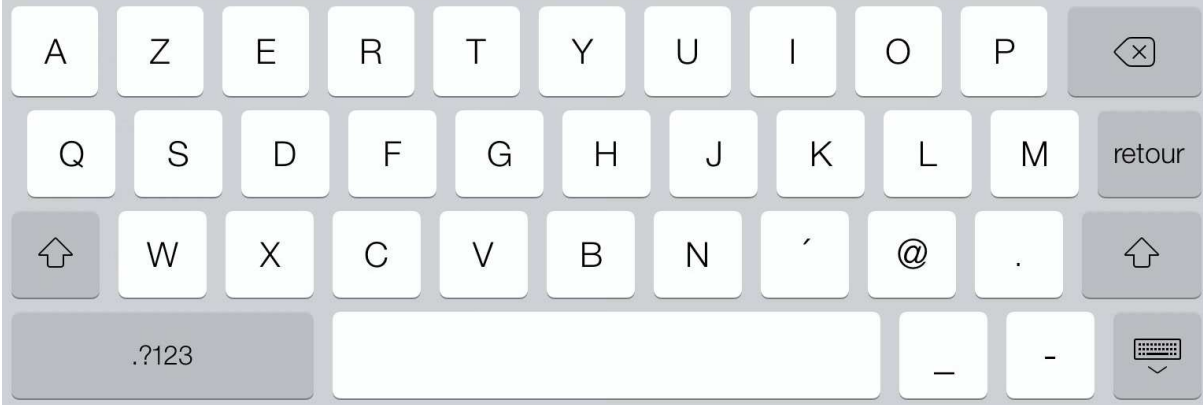 A Z E R T Y U I O P
Q S D F G H J K L M retour
W X C V B N ´ @ .
.?123 _ -